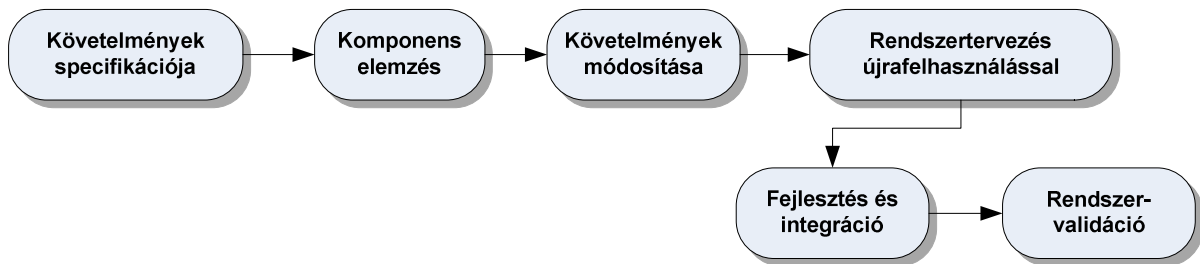 Követelmények
specifikációja
Komponens
elemzés
Követelmények
módosítása
Rendszertervezés
újrafelhasználással
Fejlesztés és
integráció
Rendszer-
validáció